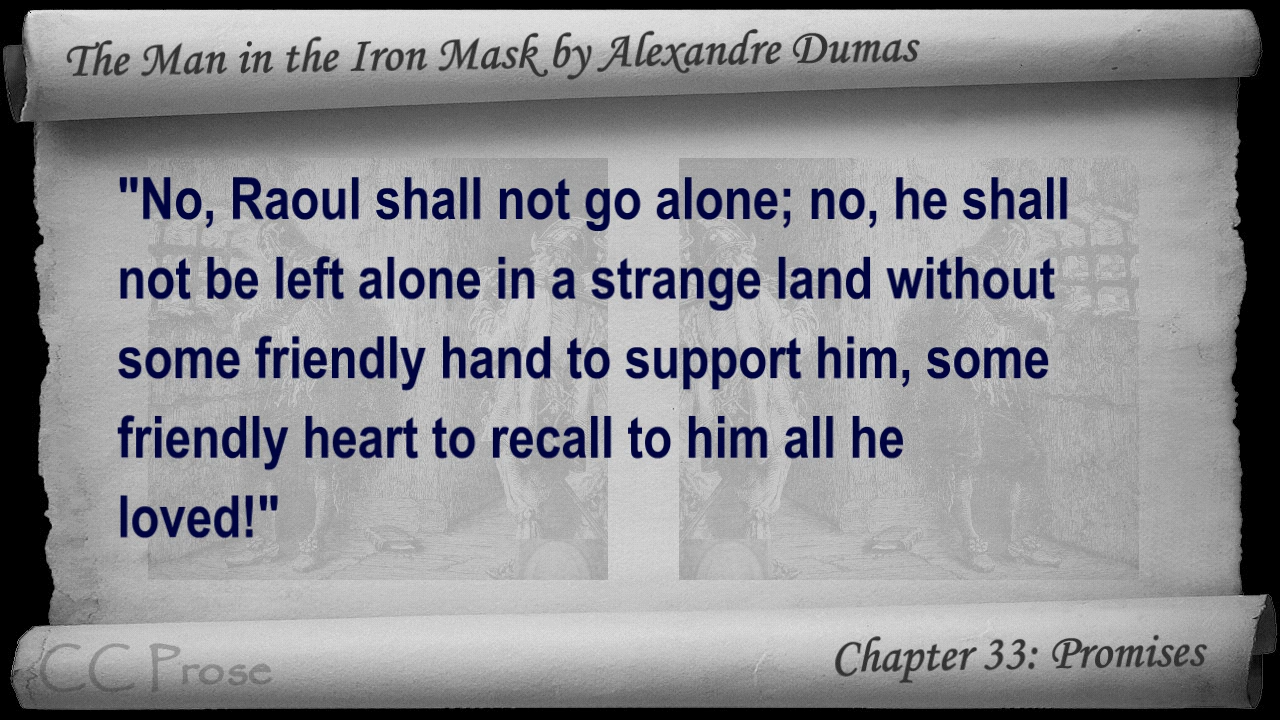 The Man in the Iron Mask by Alexandre Dumas
"No, Raoul shall not go alone; no, he shall
not be left alone in a strange land without
some friendly hand to support him, some
friendly heart to recall to him all he
loved!"
CC Prose
Chapter 33: Promises